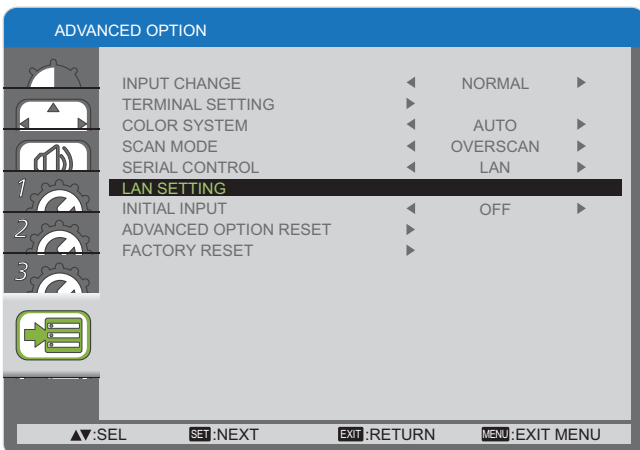 ADVANCED OPTION
INPUT CHANGE ◀ NORMAL ▶
TERMINAL SETTING ▶
COLOR SYSTEM ◀ AUTO ▶
SCAN MODE ◀ OVERSCAN ▶
SERIAL CONTROL ◀ LAN ▶
LAN SETTING
INITIAL INPUT ◀ OFF ▶
ADVANCED OPTION RESET ▶
FACTORY RESET ▶
1
2
3
▲▼:SEL SET:NEXT EXIT:RETURN MENU:EXIT MENU